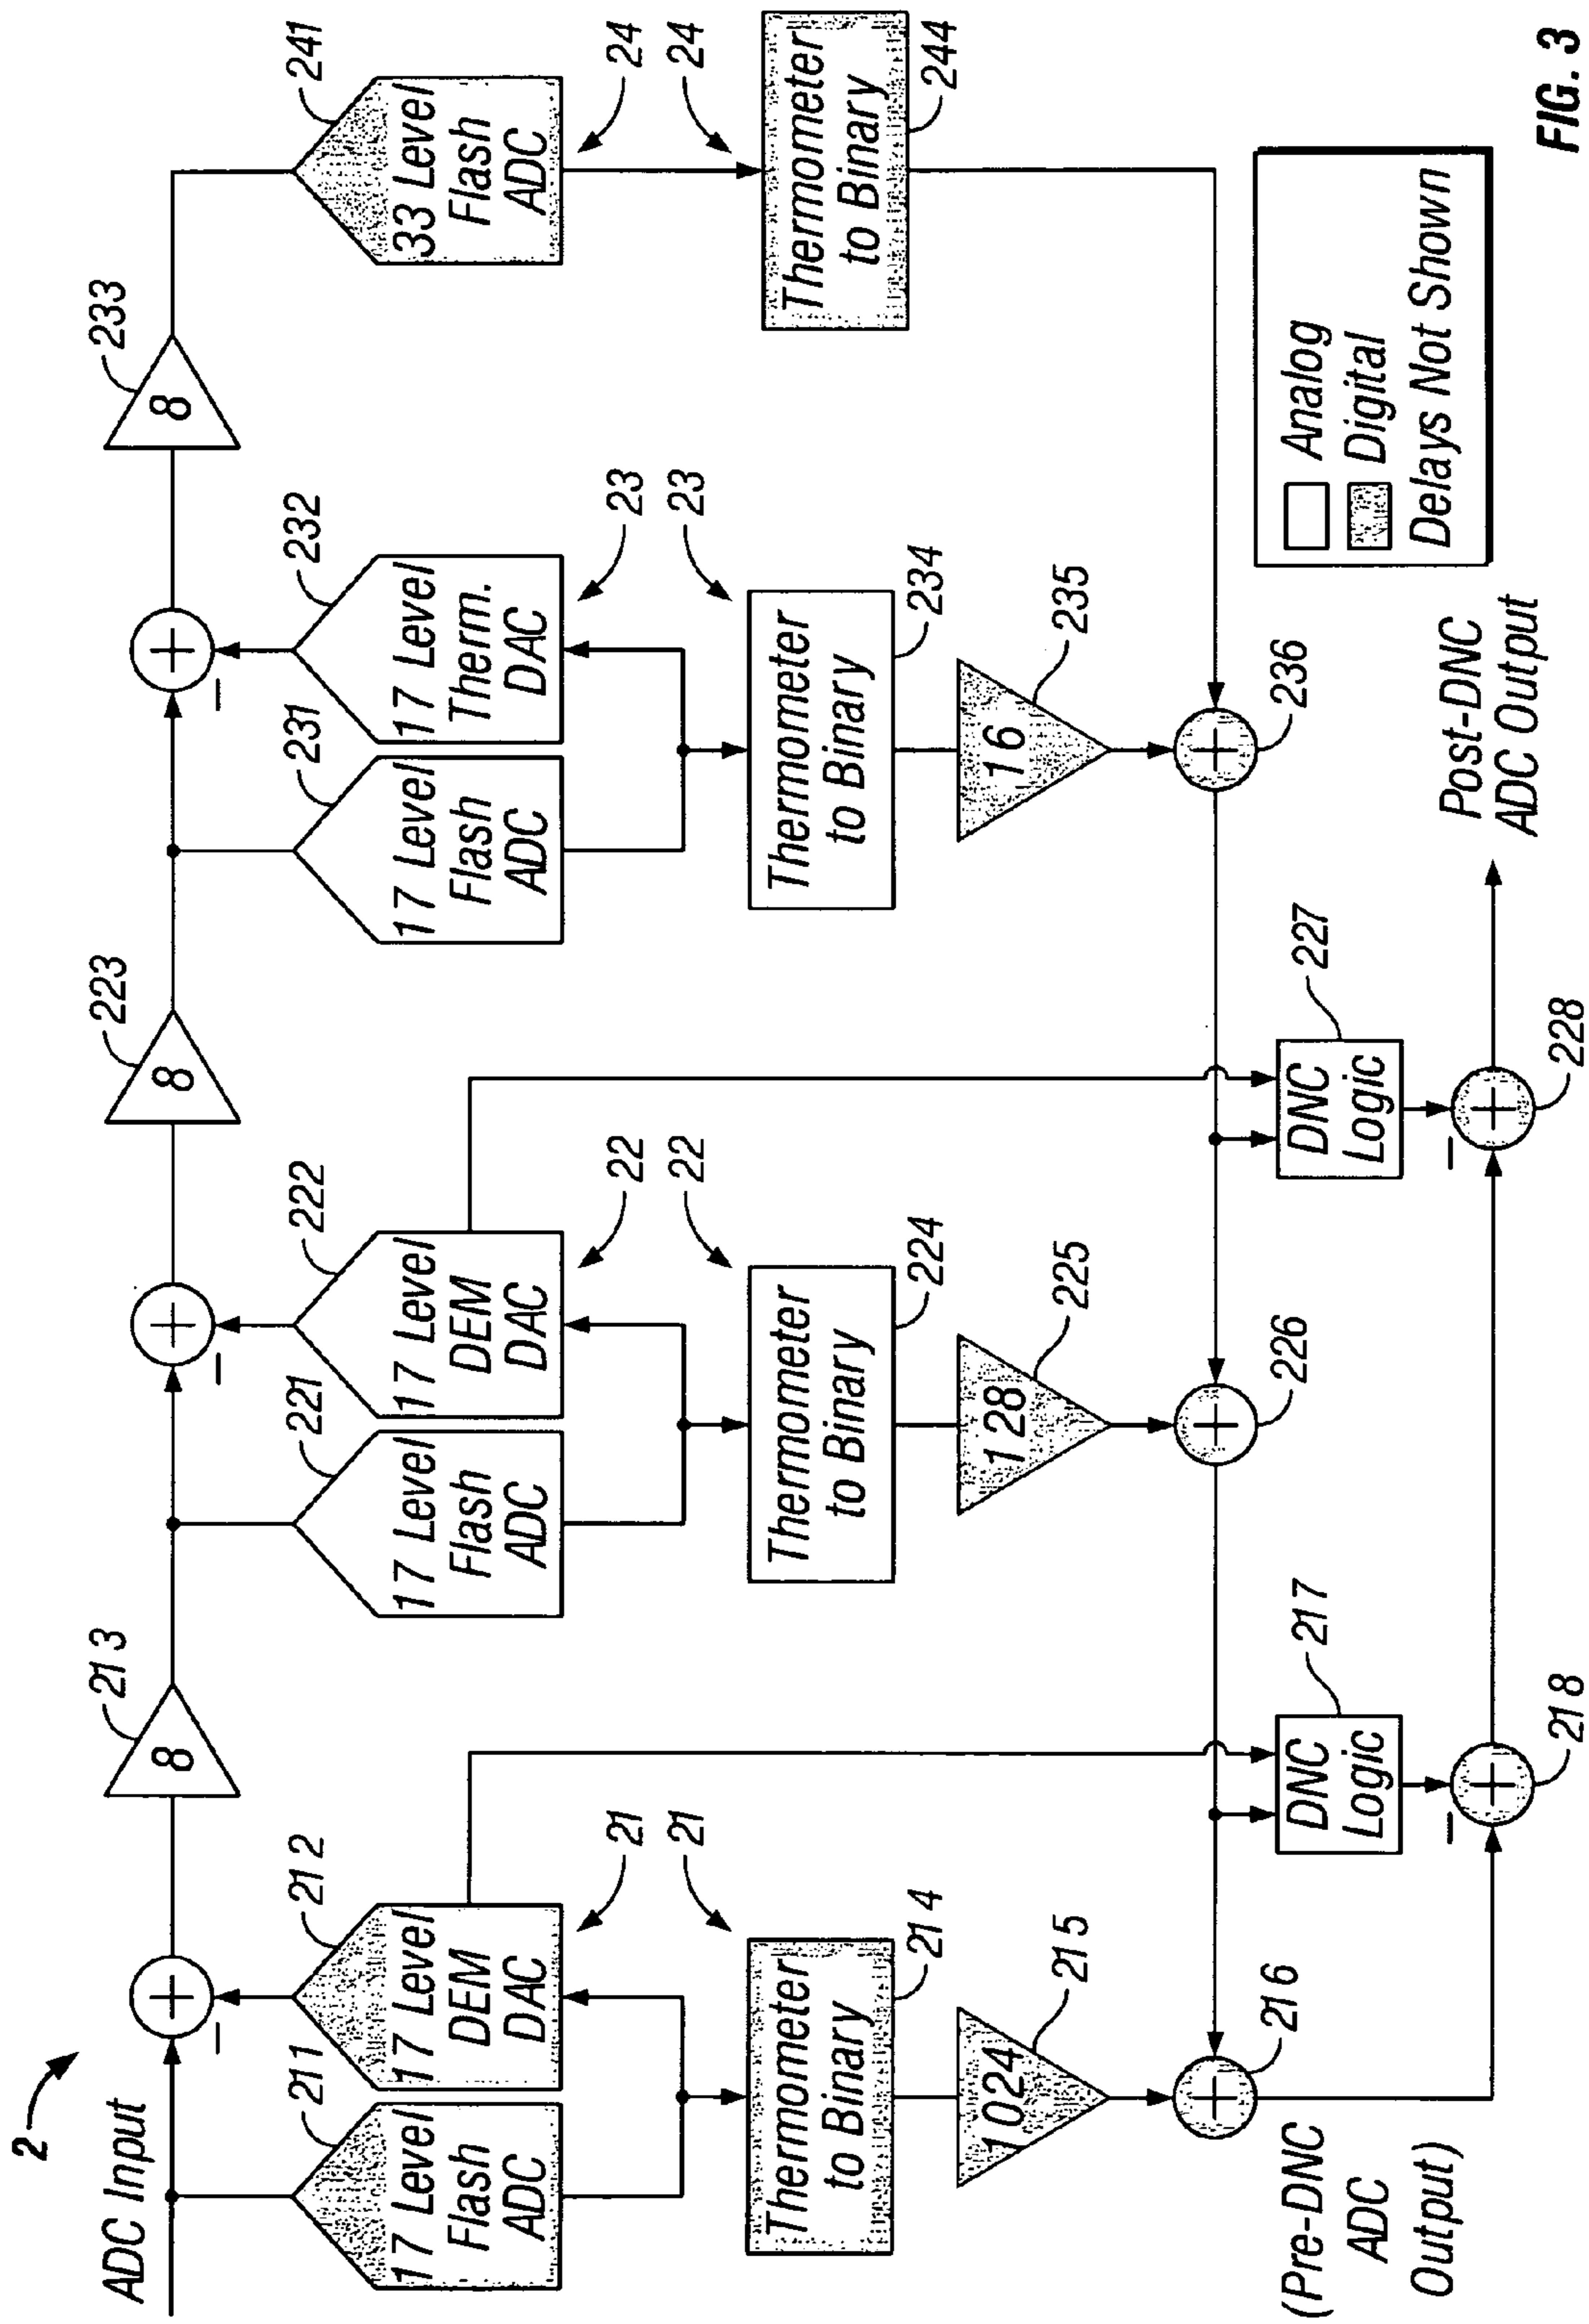 2
ADC Input
213
8
223
8
233
8
211
17 Level
Flash
ADC
212
17 Level
DEM
DAC
221
17 Level
Flash
ADC
222
17 Level
DEM
DAC
231
17 Level
Flash
ADC
232
17 Level
Therm.
DAC
241
33 Level
Flash
ADC
21
22
23
24
21
22
23
24
Thermometer
to Binary
214
Thermometer
to Binary
224
Thermometer
to Binary
234
Thermometer
to Binary
244
1024
215
128
225
16
235
216
226
236
(Pre-DNC
ADC
Output)
DNC
Logic
217
DNC
Logic
227
218
228
Post-DNC
ADC Output
Analog
Digital
Delays Not Shown
FIG. 3